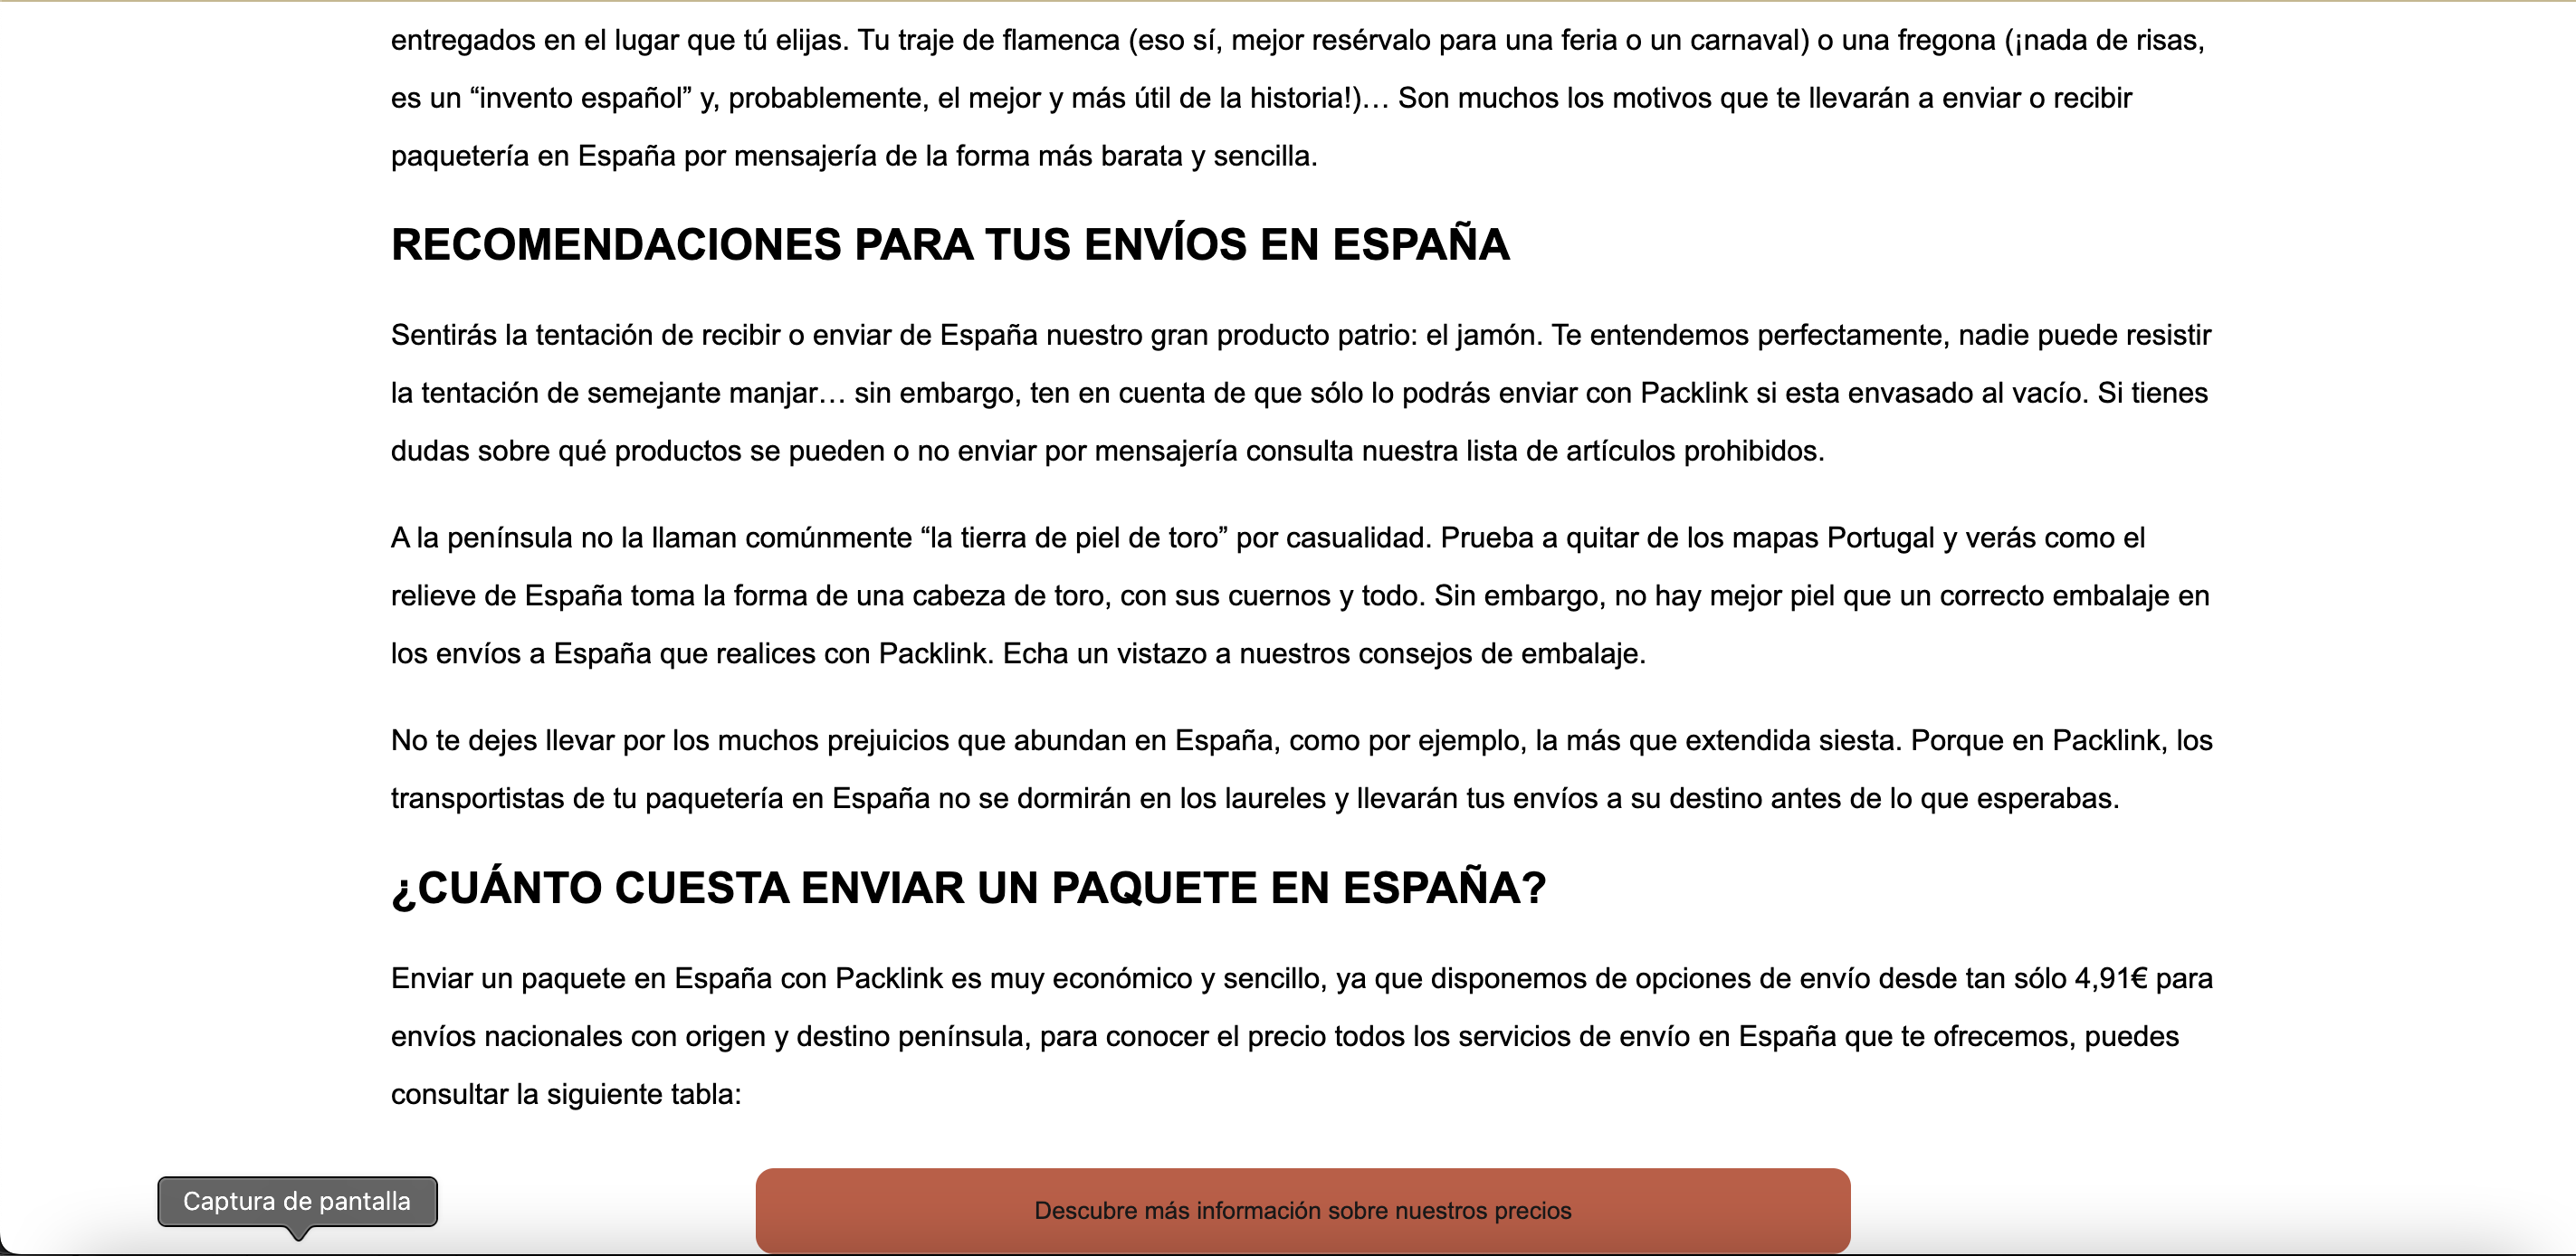 entregados en el lugar que tú elijas. Tu traje de flamenca (eso sí, mejor resérvalo para una feria o un carnaval) o una fregona (¡nada de risas,
es un “invento español” y, probablemente, el mejor y más útil de la historia!)… Son muchos los motivos que te llevarán a enviar o recibir
paquetería en España por mensajería de la forma más barata y sencilla.
RECOMENDACIONES PARA TUS ENVÍOS EN ESPAÑA
Sentirás la tentación de recibir o enviar de España nuestro gran producto patrio: el jamón. Te entendemos perfectamente, nadie puede resistir
la tentación de semejante manjar… sin embargo, ten en cuenta de que sólo lo podrás enviar con Packlink si esta envasado al vacío. Si tienes
dudas sobre qué productos se pueden o no enviar por mensajería consulta nuestra lista de artículos prohibidos.
A la península no la llaman comúnmente “la tierra de piel de toro” por casualidad. Prueba a quitar de los mapas Portugal y verás como el
relieve de España toma la forma de una cabeza de toro, con sus cuernos y todo. Sin embargo, no hay mejor piel que un correcto embalaje en
los envíos a España que realices con Packlink. Echa un vistazo a nuestros consejos de embalaje.
No te dejes llevar por los muchos prejuicios que abundan en España, como por ejemplo, la más que extendida siesta. Porque en Packlink, los
transportistas de tu paquetería en España no se dormirán en los laureles y llevarán tus envíos a su destino antes de lo que esperabas.
¿CUÁNTO CUESTA ENVIAR UN PAQUETE EN ESPAÑA?
Enviar un paquete en España con Packlink es muy económico y sencillo, ya que disponemos de opciones de envío desde tan sólo 4,91€ para
envíos nacionales con origen y destino península, para conocer el precio todos los servicios de envío en España que te ofrecemos, puedes
consultar la siguiente tabla:
Captura de pantalla
Descubre más información sobre nuestros precios